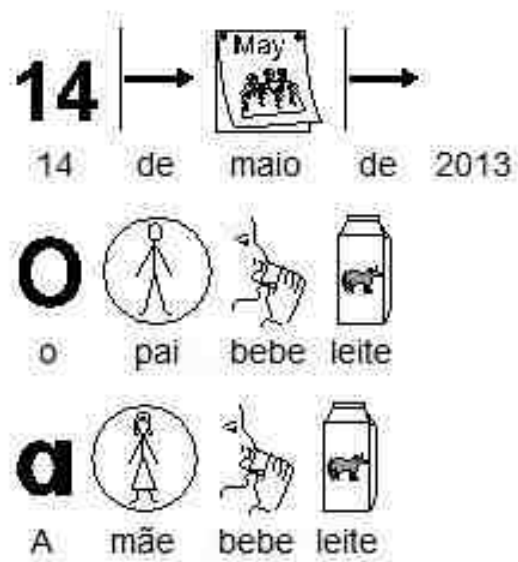 14 May
14 de maio de 2013
O
o pai bebe leite
a
A mãe bebe leite